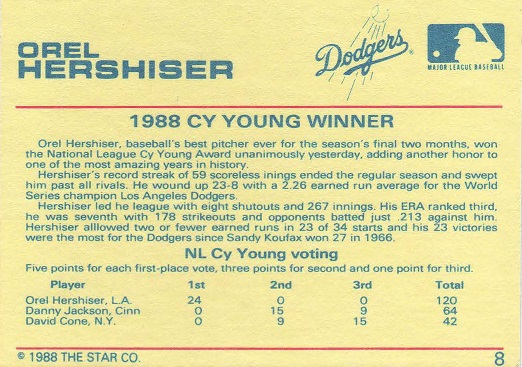 OREL
HERSHISER
Dodgers®
MAJOR LEAGUE BASEBALL
1988 CY YOUNG WINNER
Orel Hershiser, baseball's best pitcher ever for the season's final two months, won
the National League Cy Young Award unanimously yesterday, adding another honor to
one of the most amazing years in history.
Hershiser's record streak of 59 scoreless inings ended the regular season and swept
him past all rivals. He wound up 23-8 with a 2.26 earned run average for the World
Series champion Los Angeles Dodgers.
Hershiser led he league with eight shutouts and 267 innings. His ERA ranked third,
he was seventh with 178 strikeouts and opponents batted just .213 against him.
Hershiser alllowed two or fewer earned runs in 23 of 34 starts and his 23 victories
were the most for the Dodgers since Sandy Koufax won 27 in 1966.
NL Cy Young voting
Five points for each first-place vote, three points for second and one point for third.
Player 1st 2nd 3rd Total
Orel Hershiser, L.A. 24 0 0 120
Danny Jackson, Cinn 0 15 9 64
David Cone, N.Y. 0 9 15 42
© 1988 THE STAR CO. 8